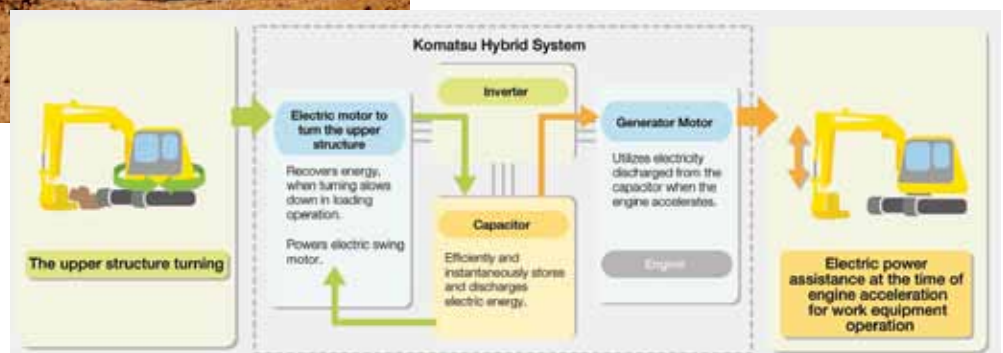 Komatsu Hybrid System
The upper structure turning
Electric motor to
turn the upper
structure
Recovers energy,
when turning slows
down in loading
operation.
Powers electric swing
motor.
Inverter
Capacitor
Efficiently and
instantaneously stores
and discharges
electric energy.
Generator Motor
Utilizes electricity
discharged from the
capacitor when the
engine accelerates.
Engine
Electric power
assistance at the time of
engine acceleration
for work equipment
operation